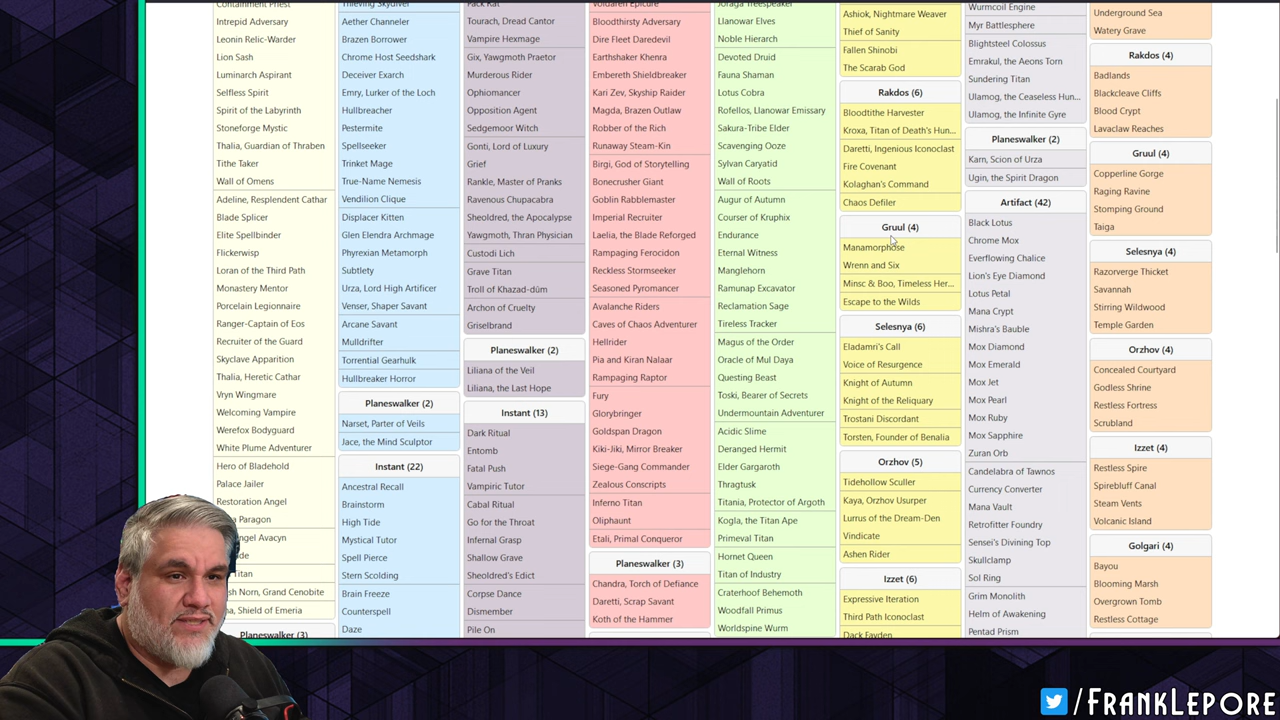 Containment Priest
Intrepid Adversary
Leonin Relic-Warder
Lion Sash
Luminarch Aspirant
Selfless Spirit
Spirit of the Labyrinth
Stoneforge Mystic
Thalia, Guardian of Thraben
Tithe Taker
Wall of Omens
Adeline, Resplendent Cathar
Blade Splicer
Elite Spellbinder
Flickerwisp
Loran of the Third Path
Monastery Mentor
Porcelain Legionnaire
Ranger-Captain of Eos
Recruiter of the Guard
Skyclave Apparition
Thalia, Heretic Cathar
Vryn Wingmare
Welcoming Vampire
Werefox Bodyguard
White Plume Adventurer
Hero of Bladehold
Palace Jailer
Restoration Angel
Paragon
ngel Avacyn
de
Titan
sh Norn, Grand Cenobite
na, Shield of Emeria
Planeswalker (3)
Thieving Skydiver
Aether Channeler
Brazen Borrower
Chrome Host Seedshark
Deceiver Exarch
Emry, Lurker of the Loch
Hullbreacher
Pestermite
Spellseeker
Trinket Mage
True-Name Nemesis
Vendilion Clique
Displacer Kitten
Glen Elendra Archmage
Phyrexian Metamorph
Subtlety
Urza, Lord High Artificer
Venser, Shaper Savant
Arcane Savant
Mulldrifter
Torrential Gearhulk
Hullbreaker Horror
Planeswalker (2)
Narset, Parter of Veils
Jace, the Mind Sculptor
Instant (22)
Ancestral Recall
Brainstorm
High Tide
Mystical Tutor
Spell Pierce
Stern Scolding
Brain Freeze
Counterspell
Daze
Pack Rat
Tourach, Dread Cantor
Vampire Hexmage
Gix, Yawgmoth Praetor
Murderous Rider
Ophiomancer
Opposition Agent
Sedgemoor Witch
Gonti, Lord of Luxury
Grief
Rankle, Master of Pranks
Ravenous Chupacabra
Sheoldred, the Apocalypse
Yawgmoth, Thran Physician
Custodi Lich
Grave Titan
Troll of Khazad-dûm
Archon of Cruelty
Griselbrand
Planeswalker (2)
Liliana of the Veil
Liliana, the Last Hope
Instant (13)
Dark Ritual
Entomb
Fatal Push
Vampiric Tutor
Cabal Ritual
Go for the Throat
Infernal Grasp
Shallow Grave
Sheoldred's Edict
Corpse Dance
Dismember
Pile On
Voldaren Epicure
Bloodthirsty Adversary
Dire Fleet Daredevil
Earthshaker Khenra
Embereth Shieldbreaker
Kari Zev, Skyship Raider
Magda, Brazen Outlaw
Robber of the Rich
Runaway Steam-Kin
Birgi, God of Storytelling
Bonecrusher Giant
Goblin Rabblemaster
Imperial Recruiter
Laelia, the Blade Reforged
Rampaging Ferocidon
Reckless Stormseeker
Seasoned Pyromancer
Avalanche Riders
Caves of Chaos Adventurer
Hellrider
Pia and Kiran Nalaar
Rampaging Raptor
Fury
Glorybringer
Goldspan Dragon
Kiki-Jiki, Mirror Breaker
Siege-Gang Commander
Zealous Conscripts
Inferno Titan
Oliphaunt
Etali, Primal Conqueror
Planeswalker (3)
Chandra, Torch of Defiance
Daretti, Scrap Savant
Koth of the Hammer
Joraga Treespeaker
Llanowar Elves
Noble Hierarch
Devoted Druid
Fauna Shaman
Lotus Cobra
Rofellos, Llanowar Emissary
Sakura-Tribe Elder
Scavenging Ooze
Sylvan Caryatid
Wall of Roots
Augur of Autumn
Courser of Kruphix
Endurance
Eternal Witness
Manglehorn
Ramunap Excavator
Reclamation Sage
Tireless Tracker
Magus of the Order
Oracle of Mul Daya
Questing Beast
Toski, Bearer of Secrets
Undermountain Adventurer
Acidic Slime
Deranged Hermit
Elder Gargaroth
Thragtusk
Titania, Protector of Argoth
Kogla, the Titan Ape
Primeval Titan
Hornet Queen
Titan of Industry
Craterhoof Behemoth
Woodfall Primus
Worldspine Wurm
Ashiok, Nightmare Weaver
Thief of Sanity
Fallen Shinobi
The Scarab God
Rakdos (6)
Bloodtithe Harvester
Kroxa, Titan of Death's Hun...
Daretti, Ingenious Iconoclast
Fire Covenant
Kolaghan's Command
Chaos Defiler
Gruul (4)
Manamorphose
Wrenn and Six
Minsc & Boo, Timeless Her...
Escape to the Wilds
Selesnya (6)
Eladamri's Call
Voice of Resurgence
Knight of Autumn
Knight of the Reliquary
Trostani Discordant
Torsten, Founder of Benalia
Orzhov (5)
Tidehollow Sculler
Kaya, Orzhov Usurper
Lurrus of the Dream-Den
Vindicate
Ashen Rider
Izzet (6)
Expressive Iteration
Third Path Iconoclast
Dack Fayden
Wurmcoil Engine
Myr Battlesphere
Blightsteel Colossus
Emrakul, the Aeons Torn
Sundering Titan
Ulamog, the Ceaseless Hun...
Ulamog, the Infinite Gyre
Planeswalker (2)
Karn, Scion of Urza
Ugin, the Spirit Dragon
Artifact (42)
Black Lotus
Chrome Mox
Everflowing Chalice
Lion's Eye Diamond
Lotus Petal
Mana Crypt
Mishra's Bauble
Mox Diamond
Mox Emerald
Mox Jet
Mox Pearl
Mox Ruby
Mox Sapphire
Zuran Orb
Candelabra of Tawnos
Currency Converter
Mana Vault
Retrofitter Foundry
Sensei's Divining Top
Skullclamp
Sol Ring
Grim Monolith
Helm of Awakening
Pentad Prism
Underground Sea
Watery Grave
Rakdos (4)
Badlands
Blackcleave Cliffs
Blood Crypt
Lavaclaw Reaches
Gruul (4)
Copperline Gorge
Raging Ravine
Stomping Ground
Taiga
Selesnya (4)
Razorverge Thicket
Savannah
Stirring Wildwood
Temple Garden
Orzhov (4)
Concealed Courtyard
Godless Shrine
Restless Fortress
Scrubland
Izzet (4)
Restless Spire
Spirebluff Canal
Steam Vents
Volcanic Island
Golgari (4)
Bayou
Blooming Marsh
Overgrown Tomb
Restless Cottage
/FRANKLEPORE